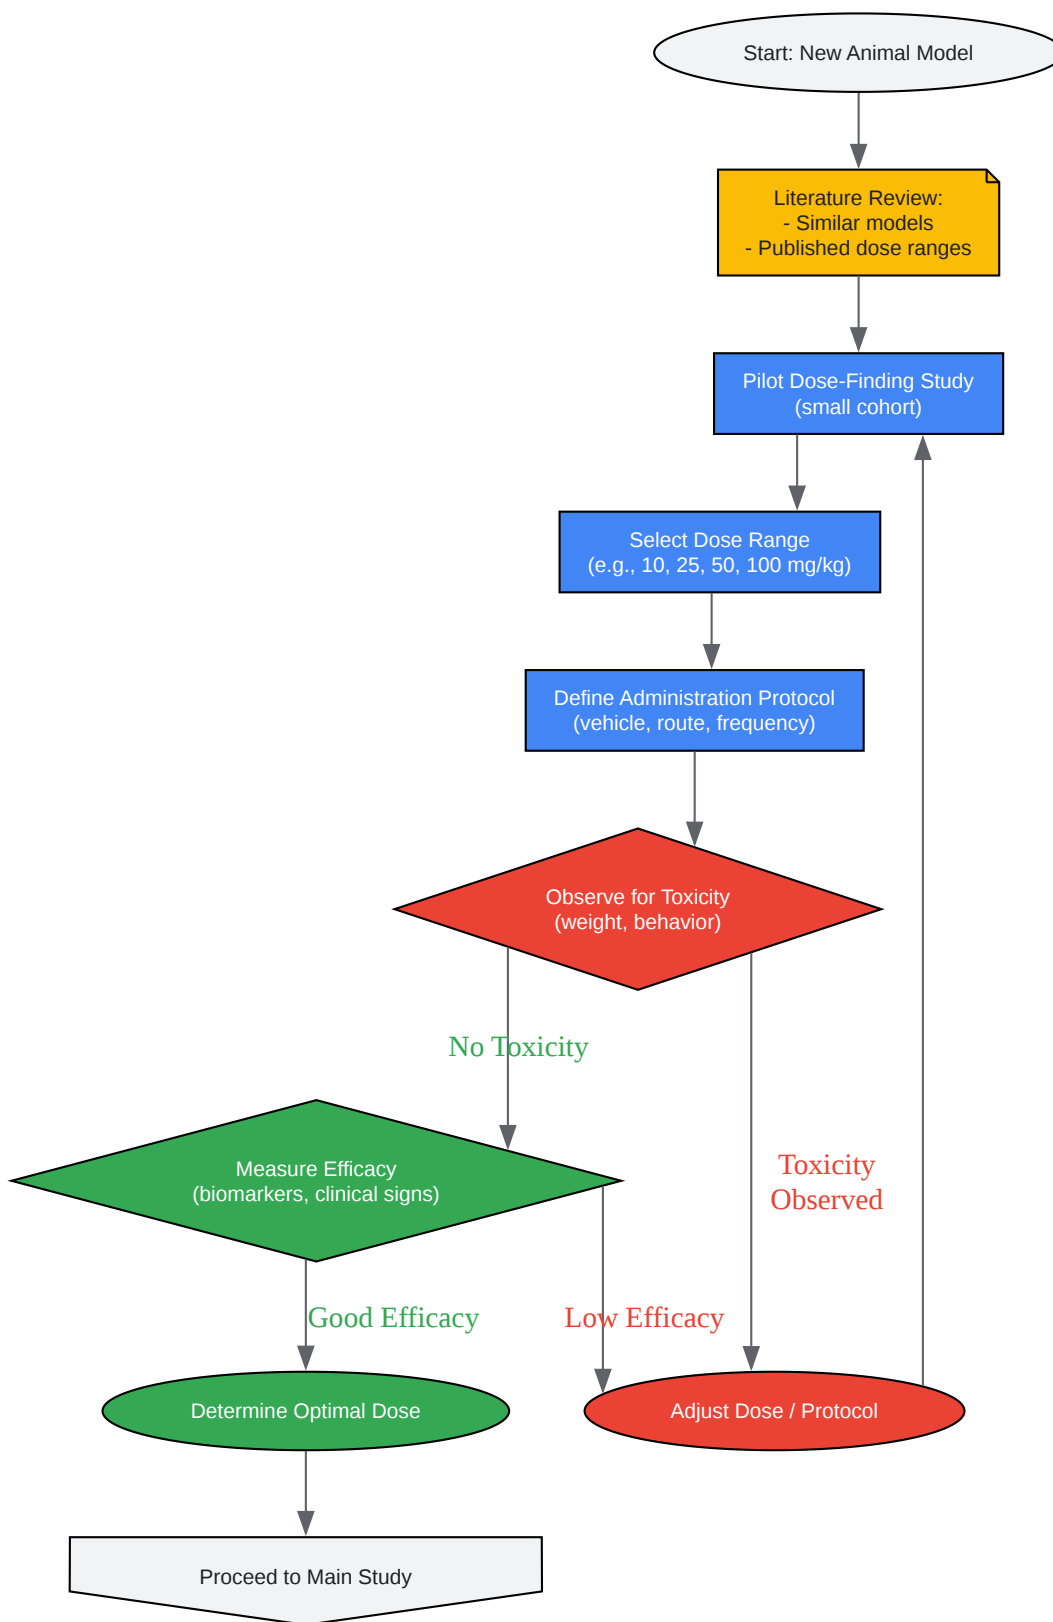 Start: New Animal Model
Literature Review:
- Similar models
- Published dose ranges
Pilot Dose-Finding Study
(small cohort)
Select Dose Range
(e.g., 10, 25, 50, 100 mg/kg)
Define Administration Protocol
(vehicle, route, frequency)
Observe for Toxicity
(weight, behavior)
No Toxicity
Toxicity
Observed
Measure Efficacy
(biomarkers, clinical signs)
Good Efficacy
Low Efficacy
Determine Optimal Dose
Adjust Dose / Protocol
Proceed to Main Study